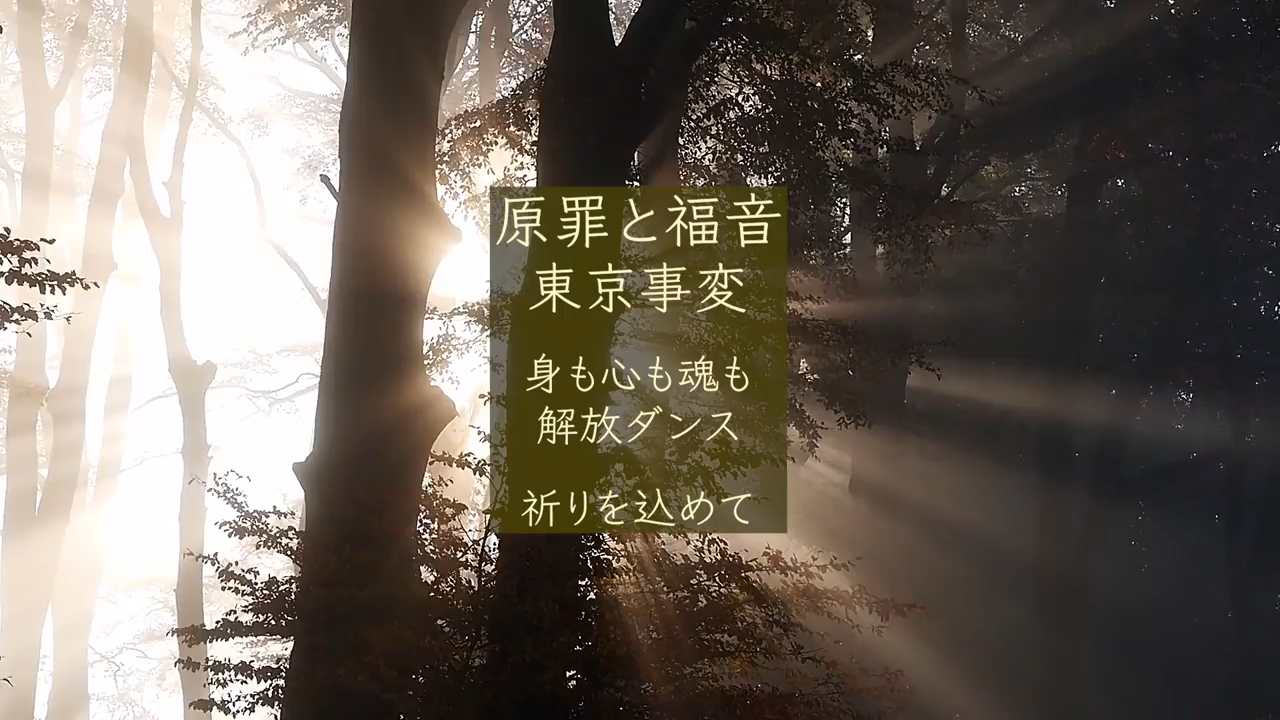 原罪と福音
東京事変
身も心も魂も
解放ダンス
祈りを込めて